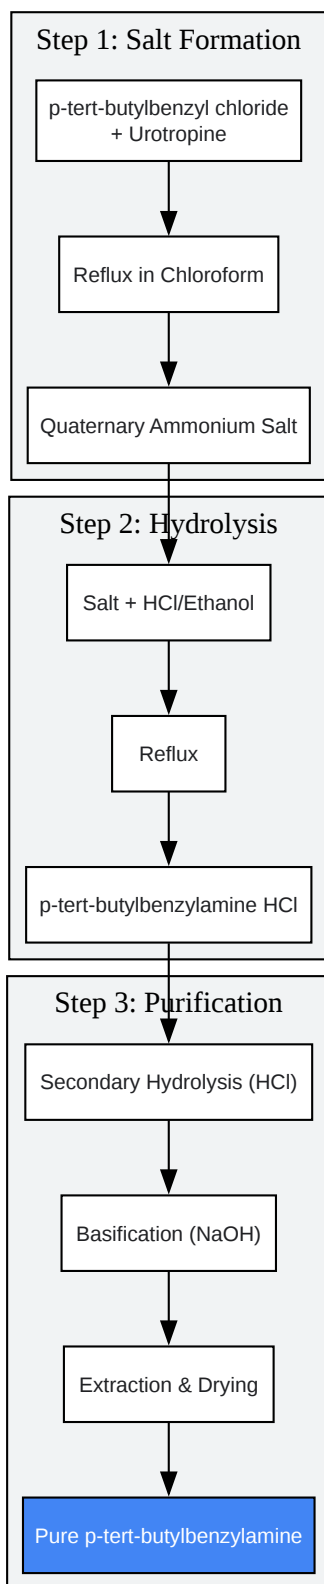 Step 1: Salt Formation
p-tert-butylbenzyl chloride
+ Urotropine
Reflux in Chloroform
Quaternary Ammonium Salt
Step 2: Hydrolysis
Salt + HCl/Ethanol
Reflux
p-tert-butylbenzylamine HCl
Step 3: Purification
Secondary Hydrolysis (HCl)
Basification (NaOH)
Extraction & Drying
Pure p-tert-butylbenzylamine